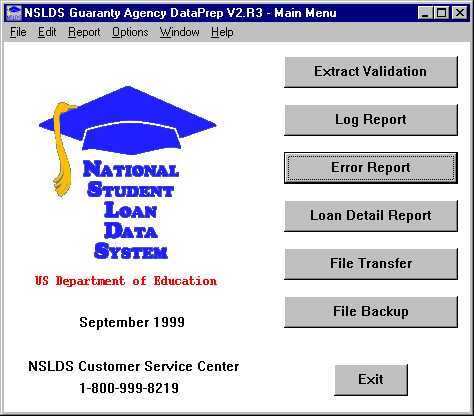 NSLDS Guaranty Agency DataPrep V2.R3 - Main Menu
File Edit Report Options Window Help
Extract Validation
Log Report
Error Report
Loan Detail Report
File Transfer
File Backup
Exit
NATIONAL
STUDENT
LOAN
DATA
SYSTEM
US Department of Education
September 1999
NSLDS Customer Service Center
1-800-999-8219